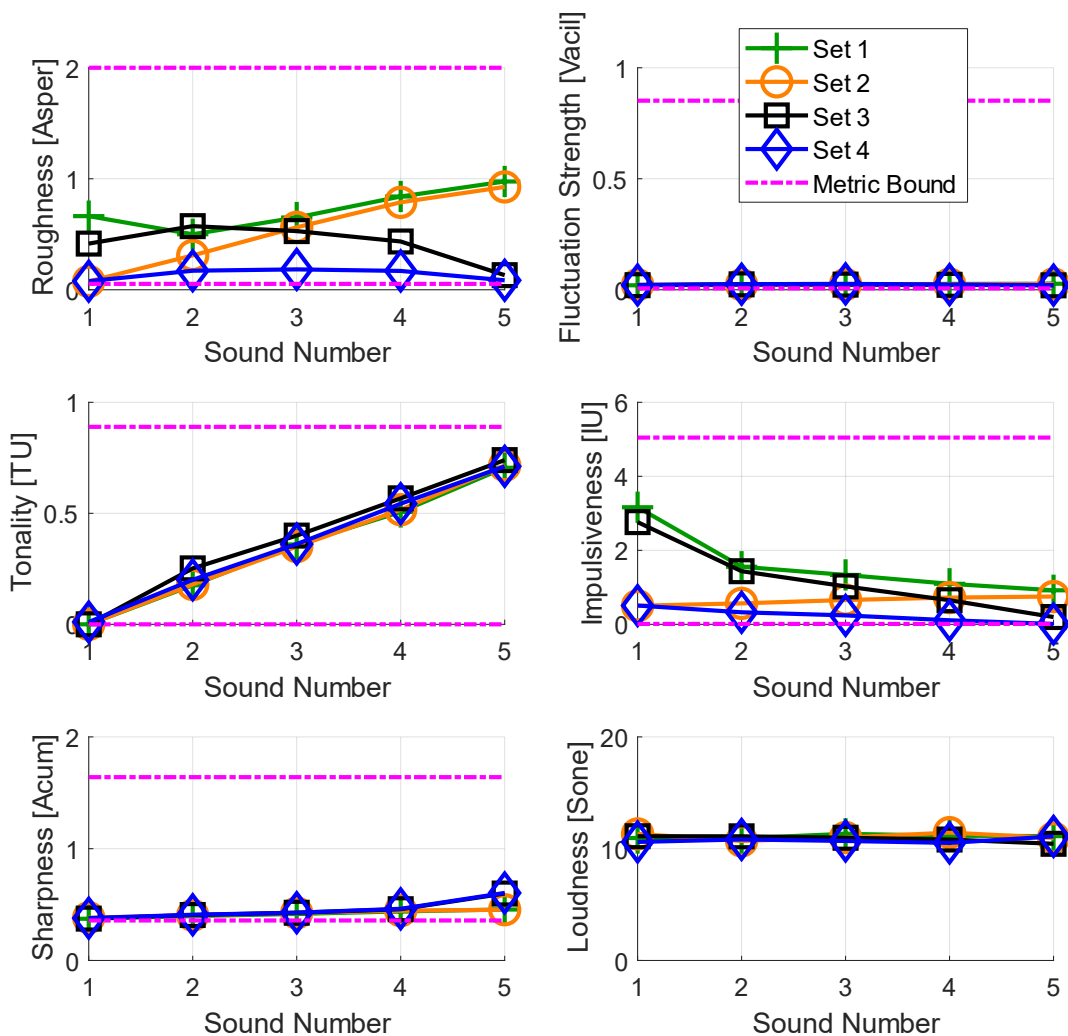 Roughness [Asper]
2
1
0
1 2 3 4 5
Sound Number
Fluctuation Strength [Vacil]
1
0.5
0
1 2 3 4 5
Sound Number
Set 1
Set 2
Set 3
Set 4
Metric Bound
Tonality [TU]
1
0.5
0
1 2 3 4 5
Sound Number
Impulsiveness [IU]
6
4
2
0
1 2 3 4 5
Sound Number
Sharpness [Acum]
2
1
0
1 2 3 4 5
Sound Number
Loudness [Sone]
20
10
0
1 2 3 4 5
Sound Number